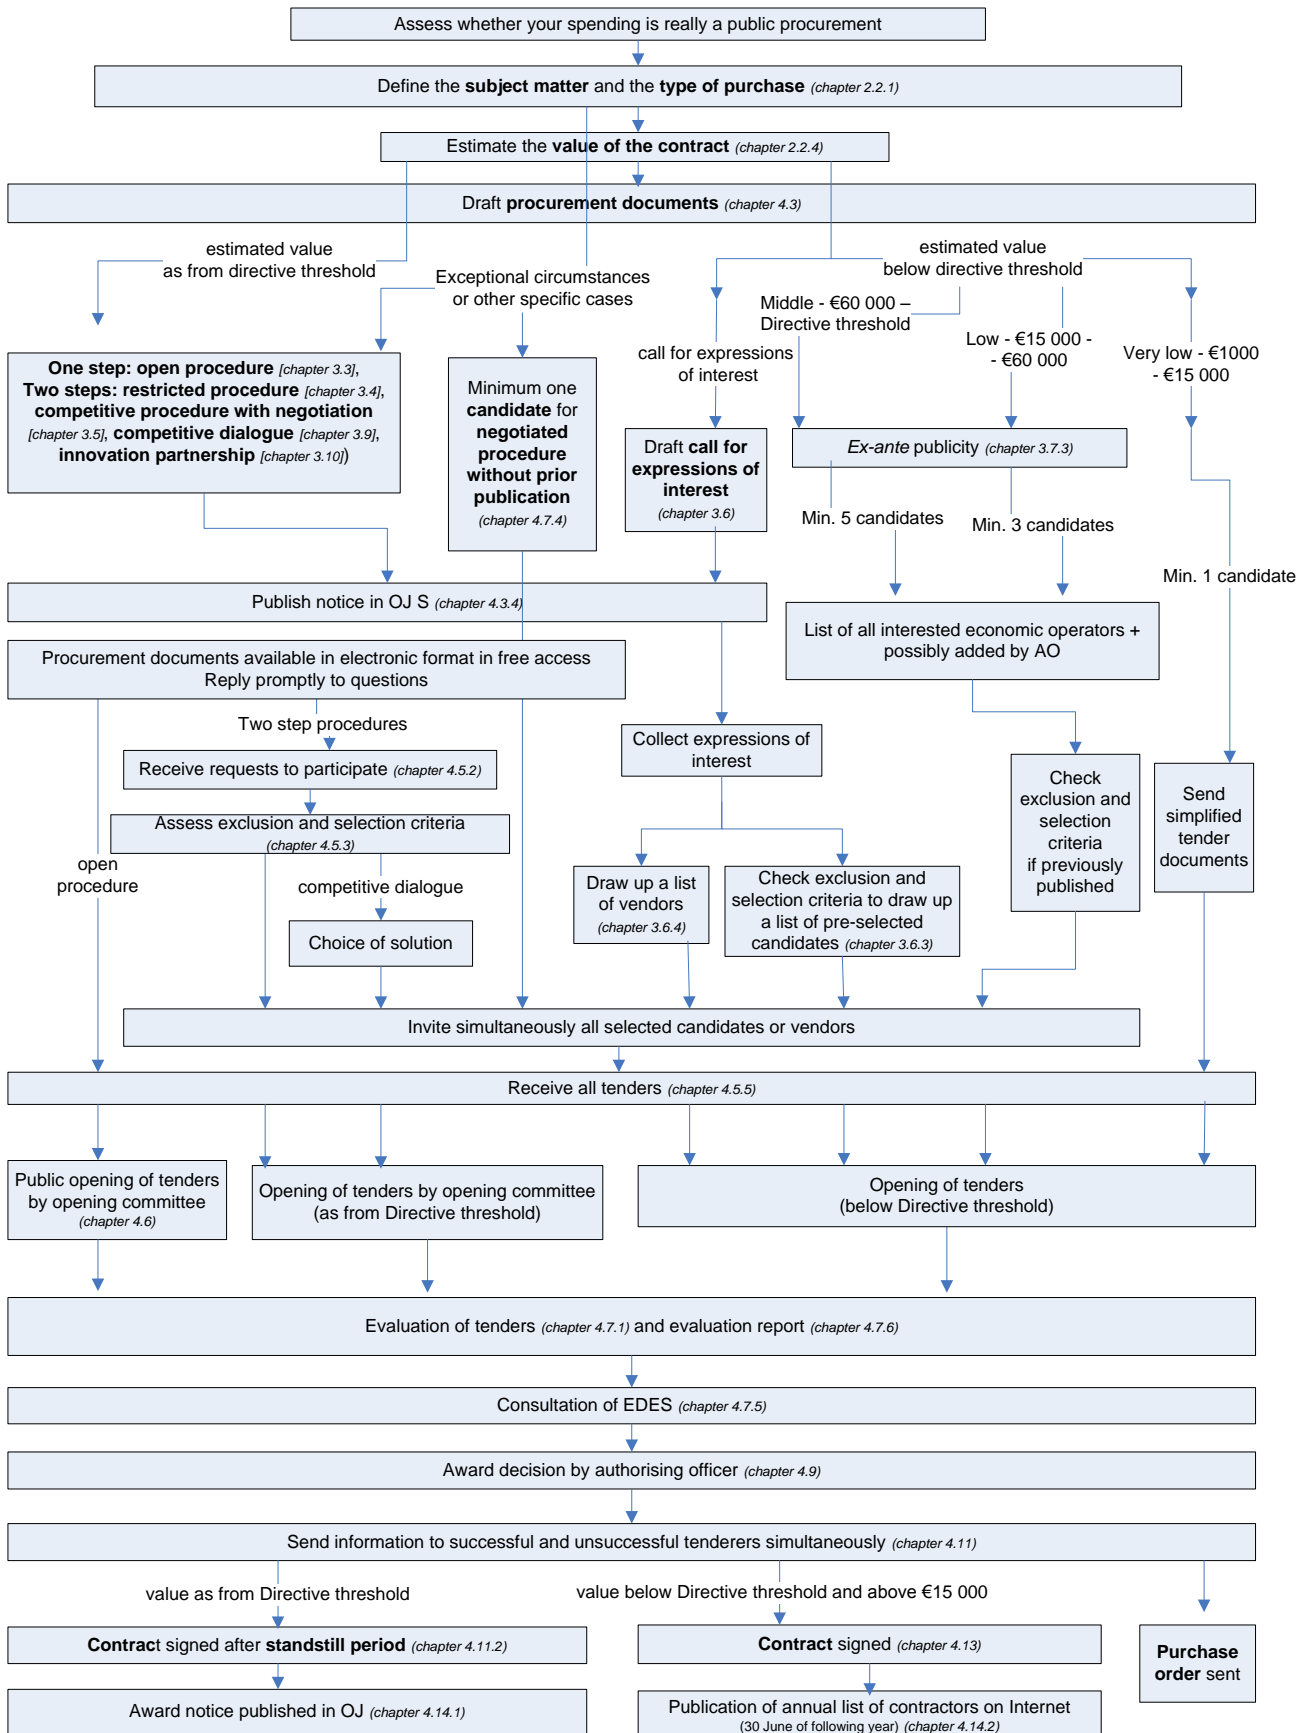 Assess whether your spending is really a public procurement
Define the subject matter and the type of purchase (chapter 2.2.1)
Estimate the value of the contract (chapter 2.2.4)
Draft procurement documents (chapter 4.3)
estimated value
as from directive threshold
Exceptional circumstances
or other specific cases
estimated value
below directive threshold
Middle - €60 000 –
Directive threshold
call for expressions
of interest
Low - €15 000 -
- €60 000
Very low - €1000
- €15 000
One step: open procedure [chapter 3.3],
Two steps: restricted procedure [chapter 3.4],
competitive procedure with negotiation
[chapter 3.5], competitive dialogue [chapter 3.9],
innovation partnership [chapter 3.10])
Minimum one
candidate for
negotiated
procedure
without prior
publication
(chapter 4.7.4)
Draft call for
expressions of
interest
(chapter 3.6)
Ex-ante publicity (chapter 3.7.3)
Min. 5 candidates
Min. 3 candidates
Min. 1 candidate
Publish notice in OJ S (chapter 4.3.4)
List of all interested economic operators +
possibly added by AO
Procurement documents available in electronic format in free access
Reply promptly to questions
Two step procedures
Receive requests to participate (chapter 4.5.2)
Collect expressions of
interest
Assess exclusion and selection criteria
(chapter 4.5.3)
Check
exclusion and
selection
criteria
if previously
published
Send
simplified
tender
documents
open
procedure
competitive dialogue
Choice of solution
Draw up a list
of vendors
(chapter 3.6.4)
Check exclusion and
selection criteria to draw up
a list of pre-selected
candidates (chapter 3.6.3)
Invite simultaneously all selected candidates or vendors
Receive all tenders (chapter 4.5.5)
Public opening of tenders
by opening committee
(chapter 4.6)
Opening of tenders by opening committee
(as from Directive threshold)
Opening of tenders
(below Directive threshold)
Evaluation of tenders (chapter 4.7.1) and evaluation report (chapter 4.7.6)
Consultation of EDES (chapter 4.7.5)
Award decision by authorising officer (chapter 4.9)
Send information to successful and unsuccessful tenderers simultaneously (chapter 4.11)
value as from Directive threshold
value below Directive threshold and above €15 000
Contract signed after standstill period (chapter 4.11.2)
Contract signed (chapter 4.13)
Purchase
order sent
Award notice published in OJ (chapter 4.14.1)
Publication of annual list of contractors on Internet
(30 June of following year) (chapter 4.14.2)